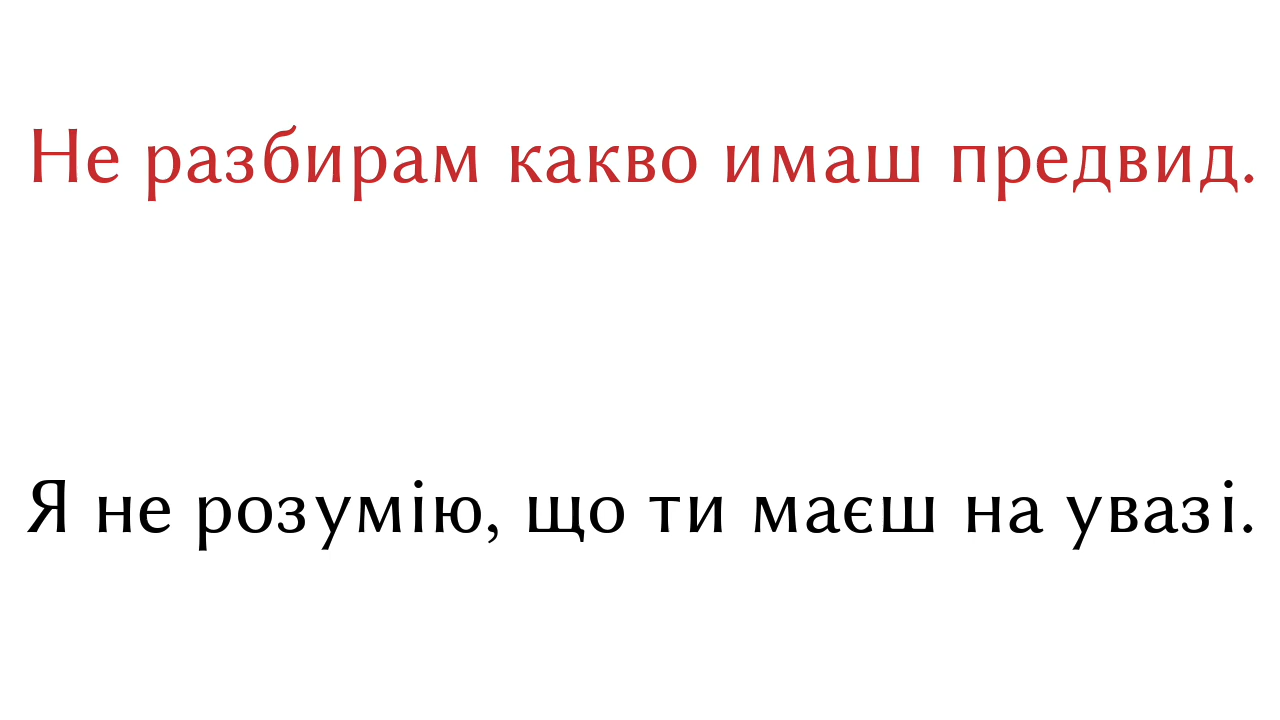 Не разбирам какво имаш предвид.
Я не розумію, що ти маєш на увазі.